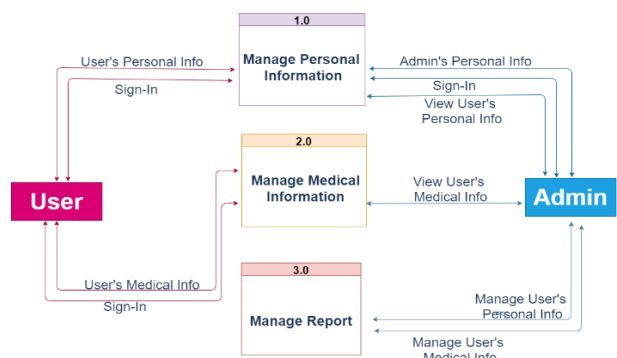 1.0
User's Personal Info
Manage Personal
Information
Admin's Personal Info
Sign-In
Sign-In
View User's
Personal Info
2.0
User
Manage Medical
Information
View User's
Medical Info
Admin
3.0
User's Medical Info
Sign-In
Manage Report
Manage User's
Personal Info
Manage User's
Medical Info